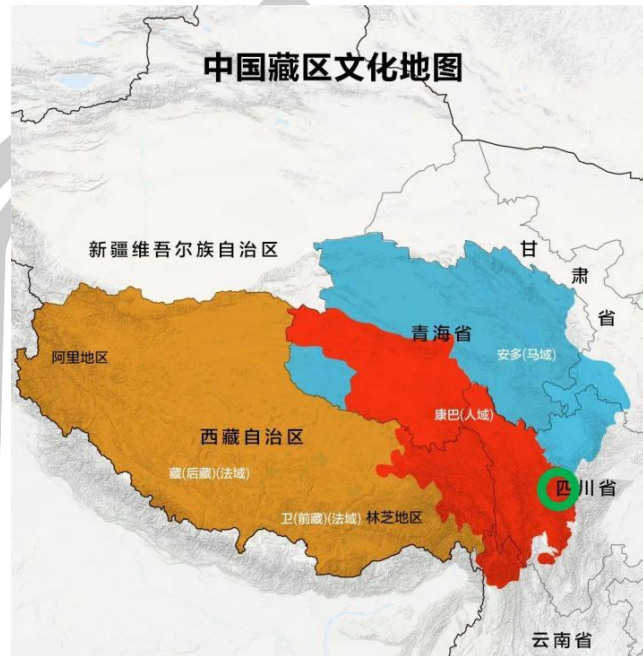 中国藏区文化地图
新疆维吾尔族自治区
甘
肃
省
青海省
安多(马域)
阿里地区
康巴(人域)
西藏自治区
藏(后藏)(法域)
四川省
卫(前藏)(法域)
林芝地区
云南省